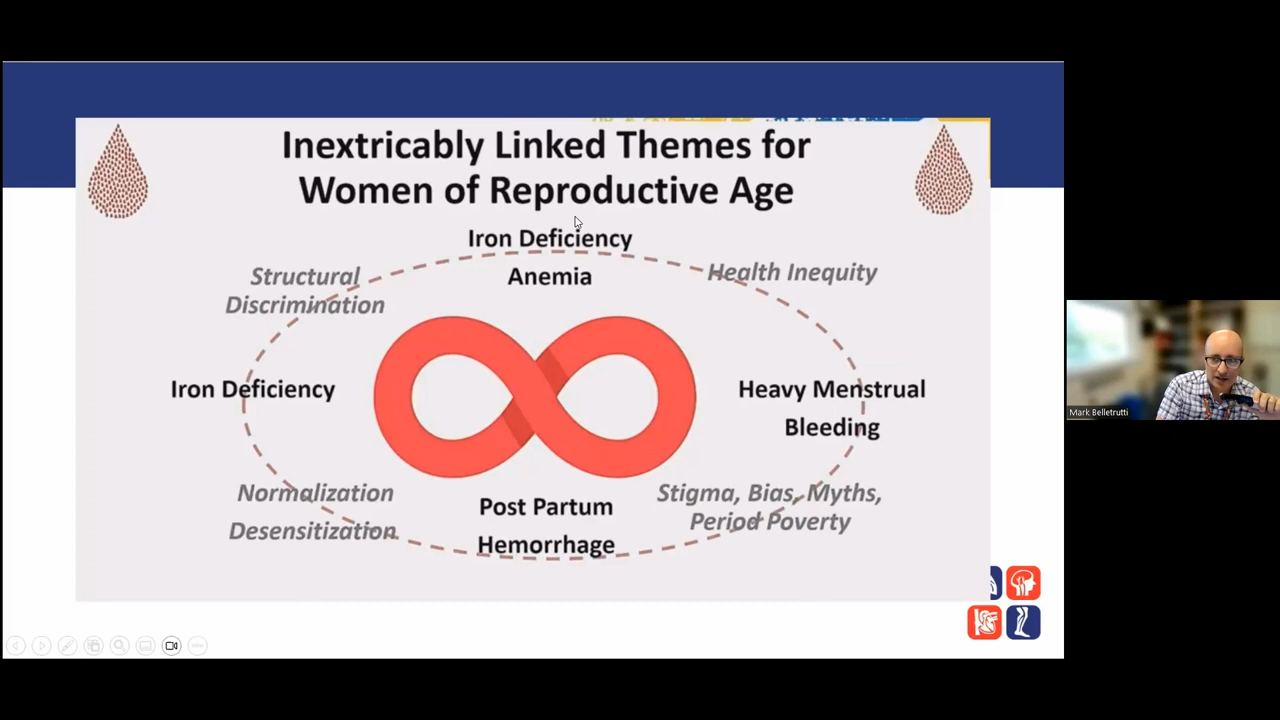 Inextricably Linked Themes for
Women of Reproductive Age
Iron Deficiency
Anemia
Structural
Discrimination
Health Inequity
Iron Deficiency
Heavy Menstrual
Bleeding
Normalization
Desensitization
Post Partum
Hemorrhage
Stigma, Bias, Myths,
Period Poverty
Mark Belletrutti